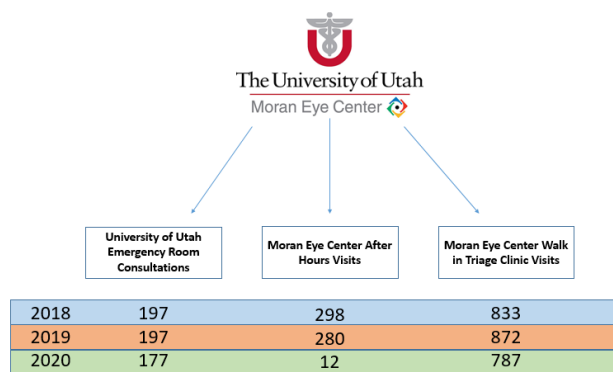 The University of Utah
Moran Eye Center
University of Utah
Emergency Room
Consultations
Moran Eye Center After
Hours Visits
Moran Eye Center Walk
in Triage Clinic Visits
2018 197 298 833
2019 197 280 872
2020 177 12 787